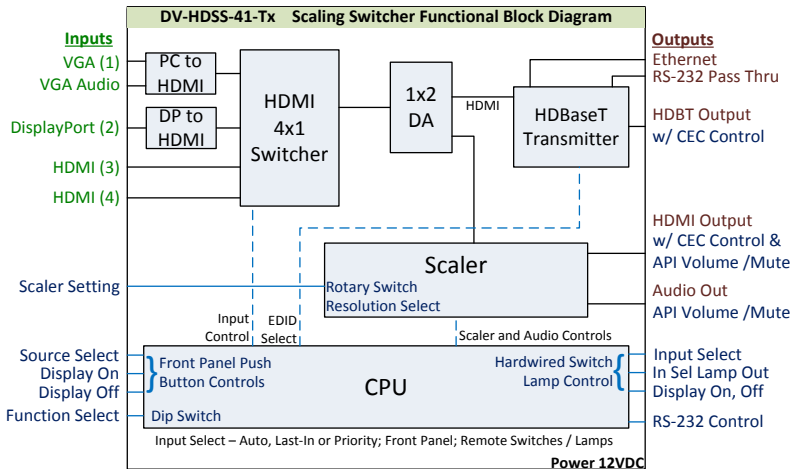 DV-HDSS-41-Tx Scaling Switcher Functional Block Diagram
Inputs
VGA (1)
VGA Audio
DisplayPort (2)
HDMI (3)
HDMI (4)
PC to
HDMI
DP to
HDMI
HDMI
4x1
Switcher
1x2
DA
HDMI
HDBaseT
Transmitter
Outputs
Ethernet
RS-232 Pass Thru
HDBT Output
w/ CEC Control
HDMI Output
w/ CEC Control &
API Volume /Mute
Audio Out
API Volume /Mute
Scaler
Rotary Switch
Resolution Select
Scaler Setting
Input
Control
EDID
Select
Scaler and Audio Controls
Source Select
Display On
Display Off
Function Select
Front Panel Push
Button Controls
Dip Switch
CPU
Hardwired Switch
Lamp Control
Input Select
In Sel Lamp Out
Display On, Off
RS-232 Control
Input Select – Auto, Last-In or Priority; Front Panel; Remote Switches / Lamps
Power 12VDC